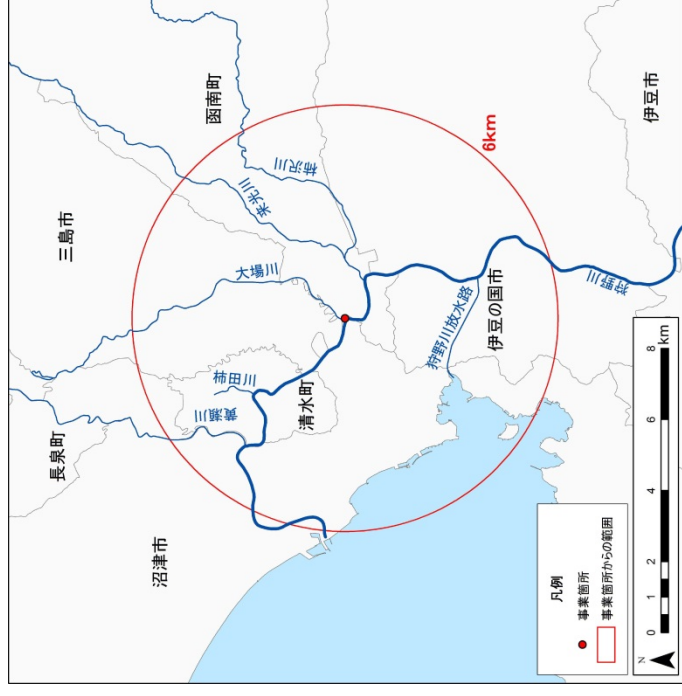 函南町
三島市
柿沢川
来光川
大場川
6km
長泉町
柿田川
黄瀬川
清水町
狩野川放水路
伊豆の国市
狩野川
伊豆市
沼津市
凡例
事業箇所
事業箇所からの範囲
N
0 1 2 4 6 8 km